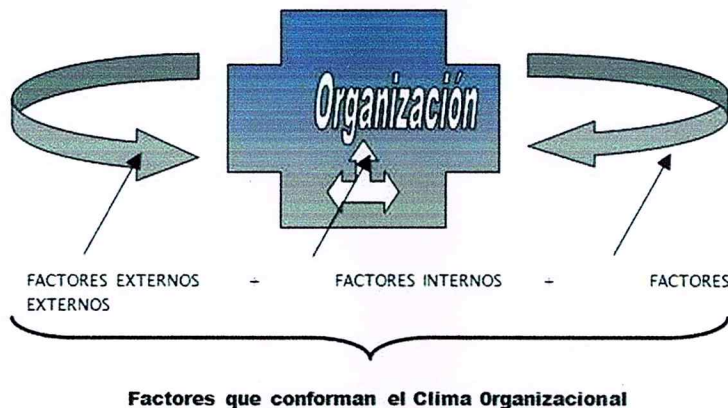 Organización
FACTORES EXTERNOS + FACTORES INTERNOS + FACTORES
EXTERNOS
Factores que conforman el Clima Organizacional